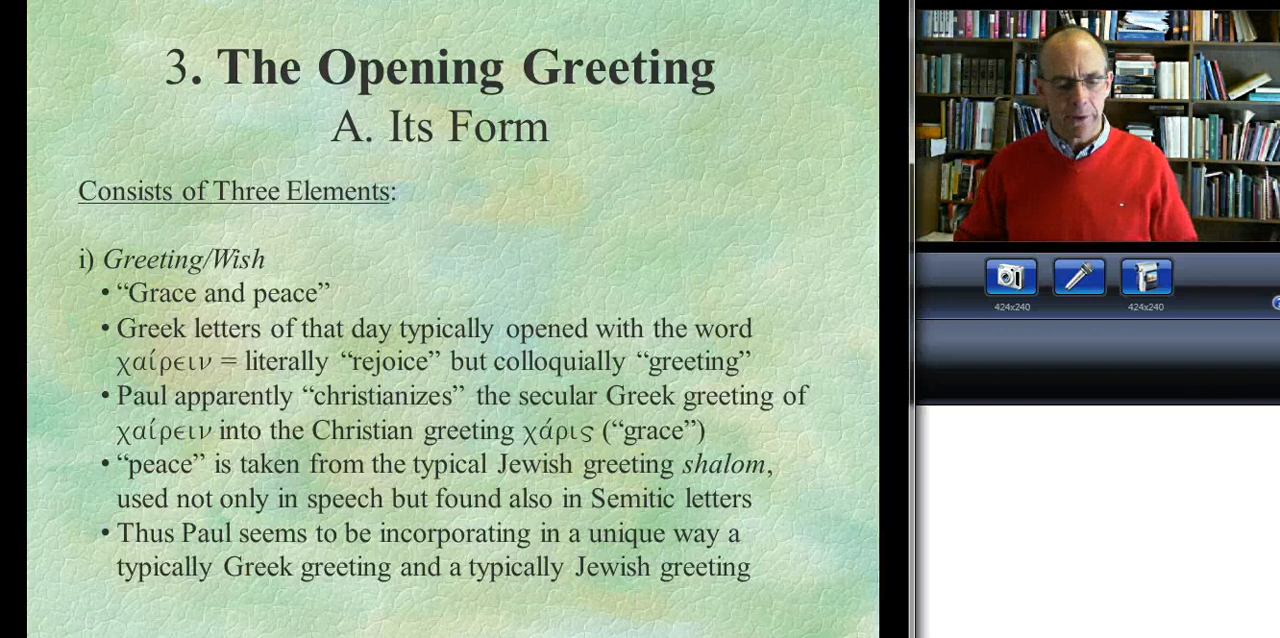 3. The Opening Greeting
A. Its Form
Consists of Three Elements:
i) Greeting/Wish
• “Grace and peace”
• Greek letters of that day typically opened with the word
χαίρειν = literally “rejoice” but colloquially “greeting”
• Paul apparently “christianizes” the secular Greek greeting of
χαίρειν into the Christian greeting χάρις (“grace”)
• “peace” is taken from the typical Jewish greeting shalom,
used not only in speech but found also in Semitic letters
• Thus Paul seems to be incorporating in a unique way a
typically Greek greeting and a typically Jewish greeting
424x240
424x240